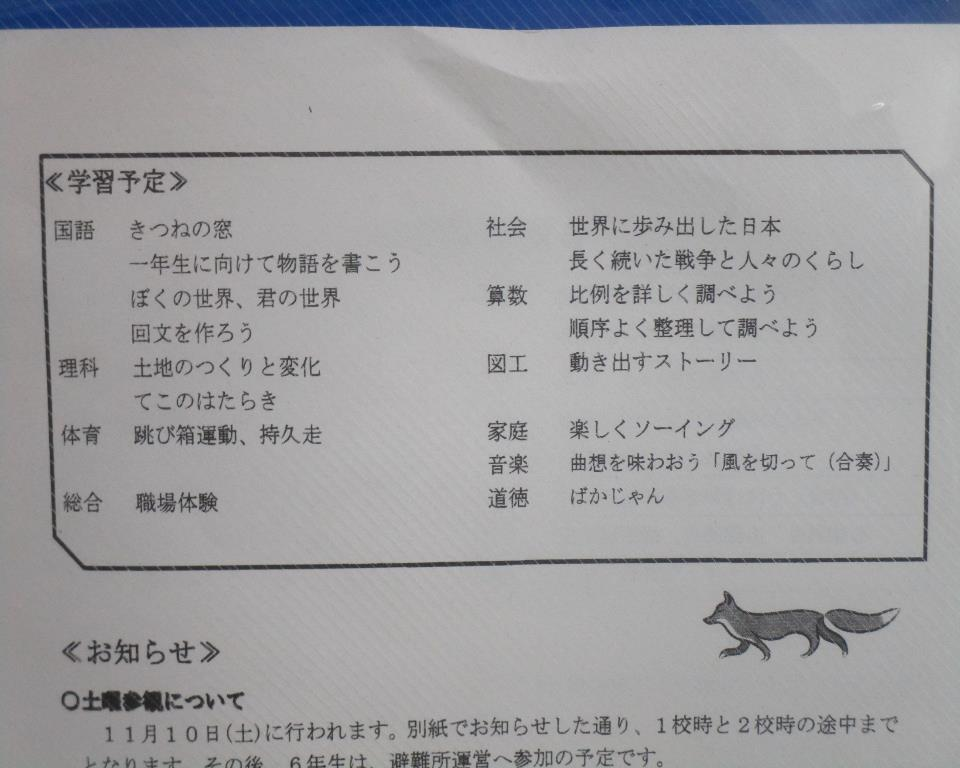 ≪学習予定≫
国語 きつねの窓
一年生に向けて物語を書こう
ぼくの世界、君の世界
回文を作ろう
理科 土地のつくりと変化
てこのはたらき
体育 跳び箱運動、持久走
総合 職場体験
社会 世界に歩み出した日本
長く続いた戦争と人々のくらし
算数 比例を詳しく調べよう
順序よく整理して調べよう
図工 動き出すストーリー
家庭 楽しくソーイング
音楽 曲想を味わおう「風を切って（合奏）」
道徳 ばかじゃん
≪お知らせ≫
○土曜参観について
１１月１０日(土)に行われます。別紙でお知らせした通り、１校時と２校時の途中まで
となります。その後、６年生は、避難所運営へ参加の予定です。